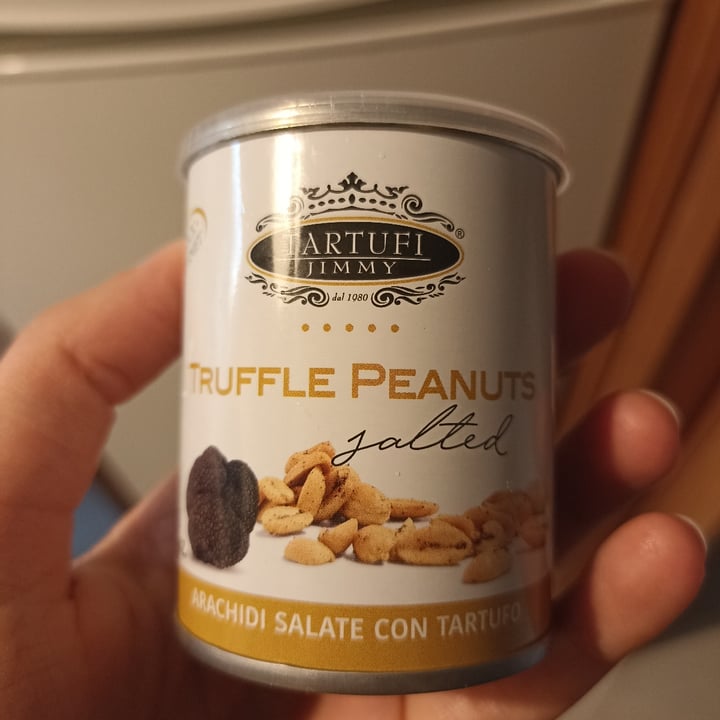 TARTUFI
®
JIMMY
dal 1980
TRUFFLE PEANUTS
salted
ARACHIDI SALATE CON TARTUFO